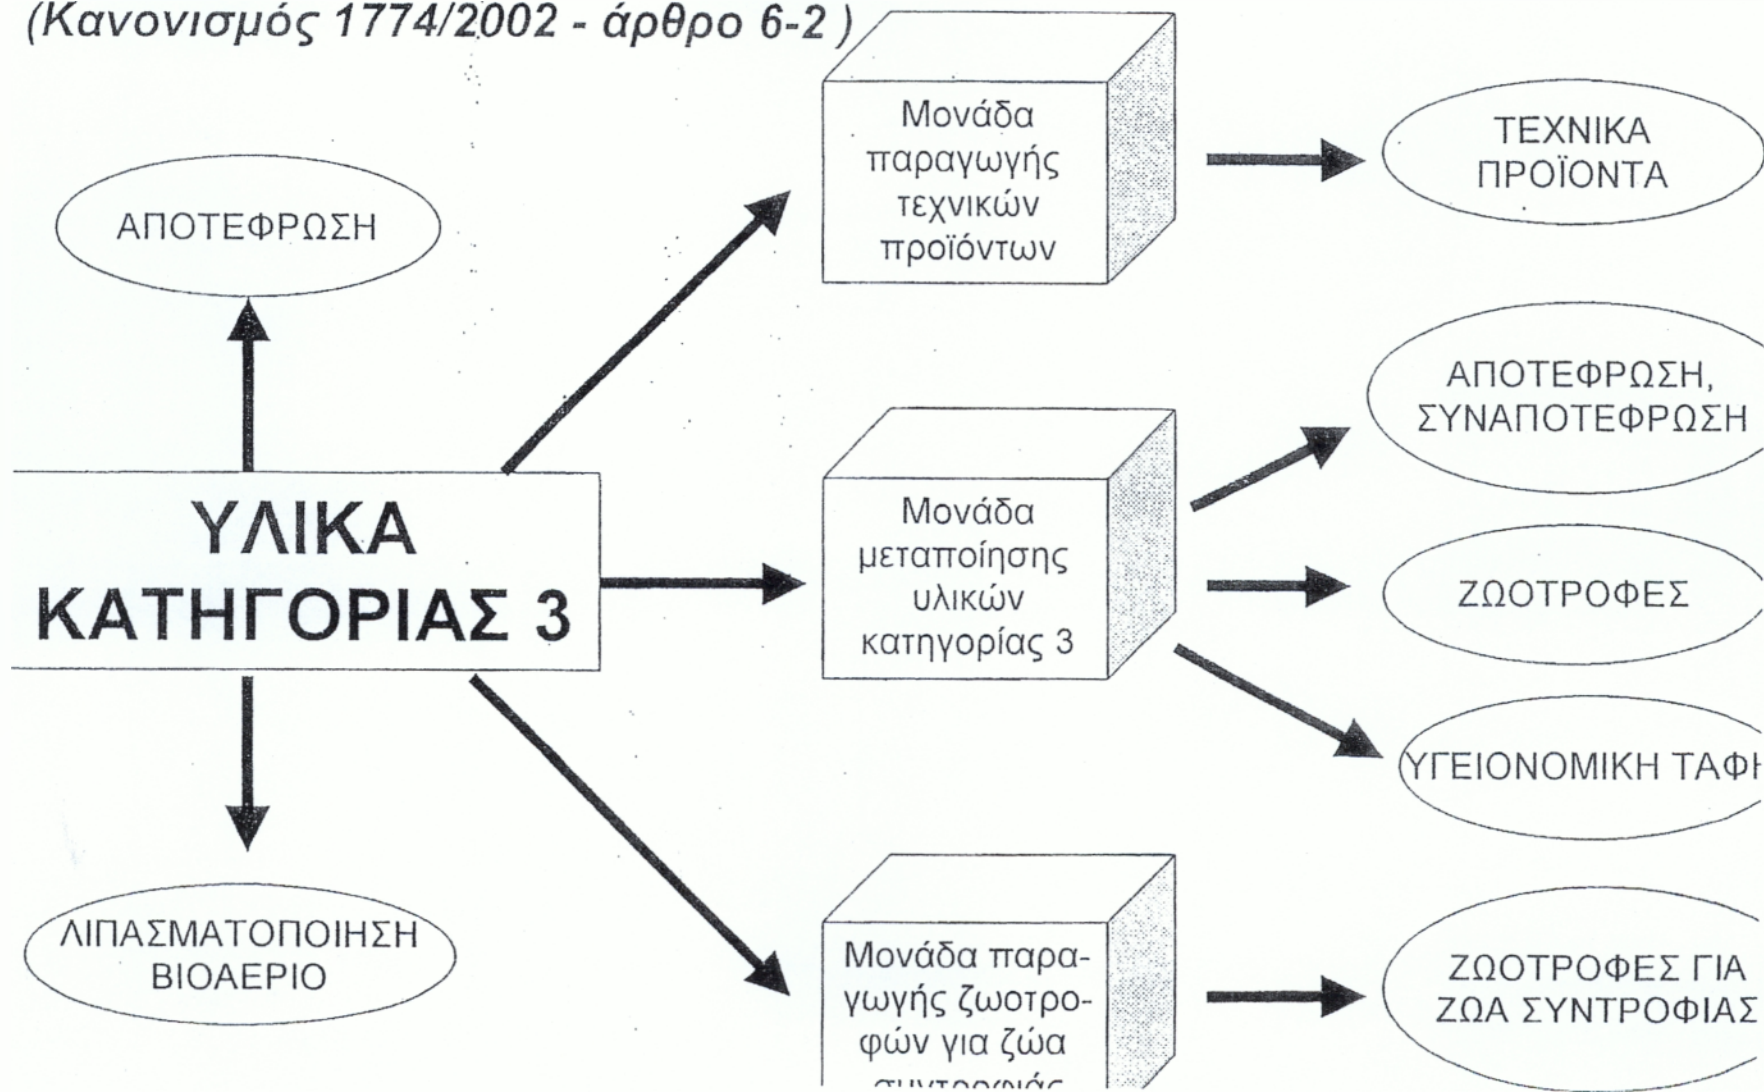 (Κανονισμός 1774/2002 - άρθρο 6-2 )
Μονάδα
παραγωγής
τεχνικών
προϊόντων
ΤΕΧΝΙΚΑ
ΠΡΟΪΟΝΤΑ
ΑΠΟΤΕΦΡΩΣΗ
ΑΠΟΤΕΦΡΩΣΗ,
ΣΥΝΑΠΟΤΕΦΡΩΣΗ
ΥΛΙΚΑ
ΚΑΤΗΓΟΡΙΑΣ 3
Μονάδα
μεταποίησης
υλικών
κατηγορίας 3
ΖΩΟΤΡΟΦΕΣ
ΥΓΕΙΟΝΟΜΙΚΗ
ΛΙΠΑΣΜΑΤΟΠΟΙΗΣΗ
ΒΙΟΑΕΡΙΟ
Μονάδα παρα-
γωγής ζωοτρο-
φών για ζώα
ΖΩΟΤΡΟΦΕΣ ΓΙΑ
ΖΩΑ ΣΥΝΤΡΟΦΙΑΣ